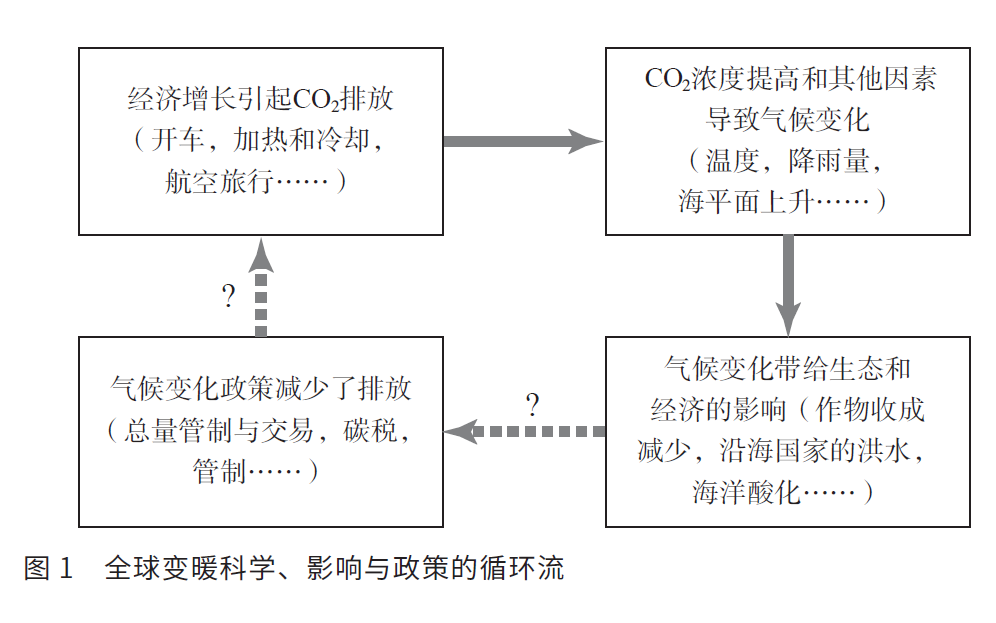 经济增长引起CO₂排放
（开车，加热和冷却，
航空旅行……）
CO₂浓度提高和其他因素
导致气候变化
（温度，降雨量，
海平面上升……）
?
气候变化政策减少了排放
（总量管制与交易，碳税，
管制……）
?
气候变化带给生态和
经济的影响（作物收成
减少，沿海国家的洪水，
海洋酸化……）
图 1　全球变暖科学、影响与政策的循环流